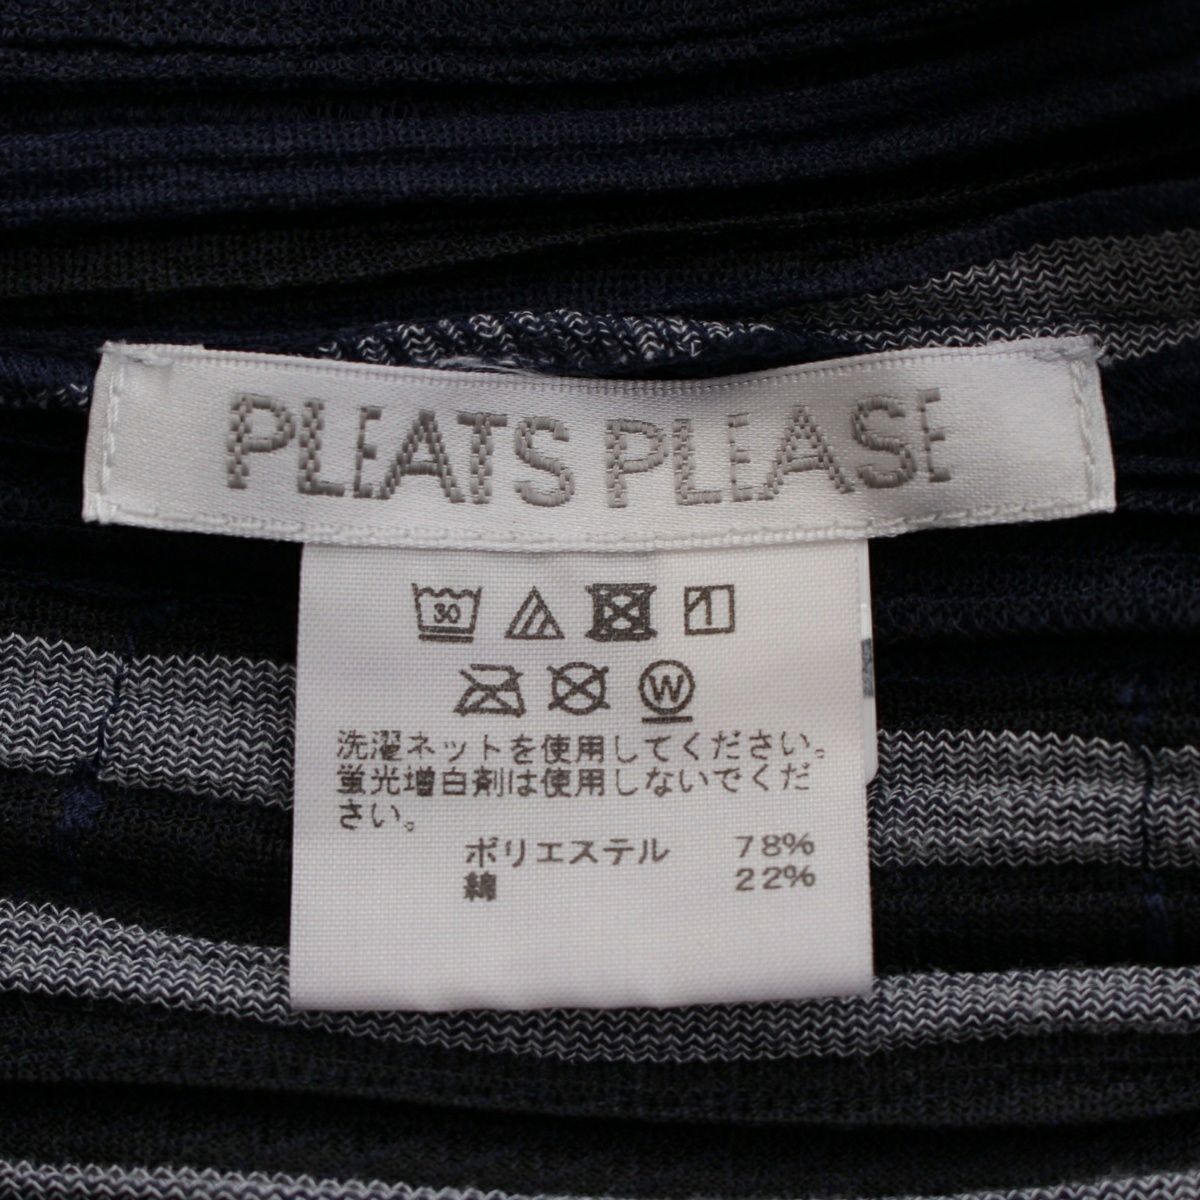 PLEATS PLEASE
30
W
洗濯ネットを使用してください。
蛍光増白剤は使用しないでくだ
さい。
ポリエステル 78%
綿 22%